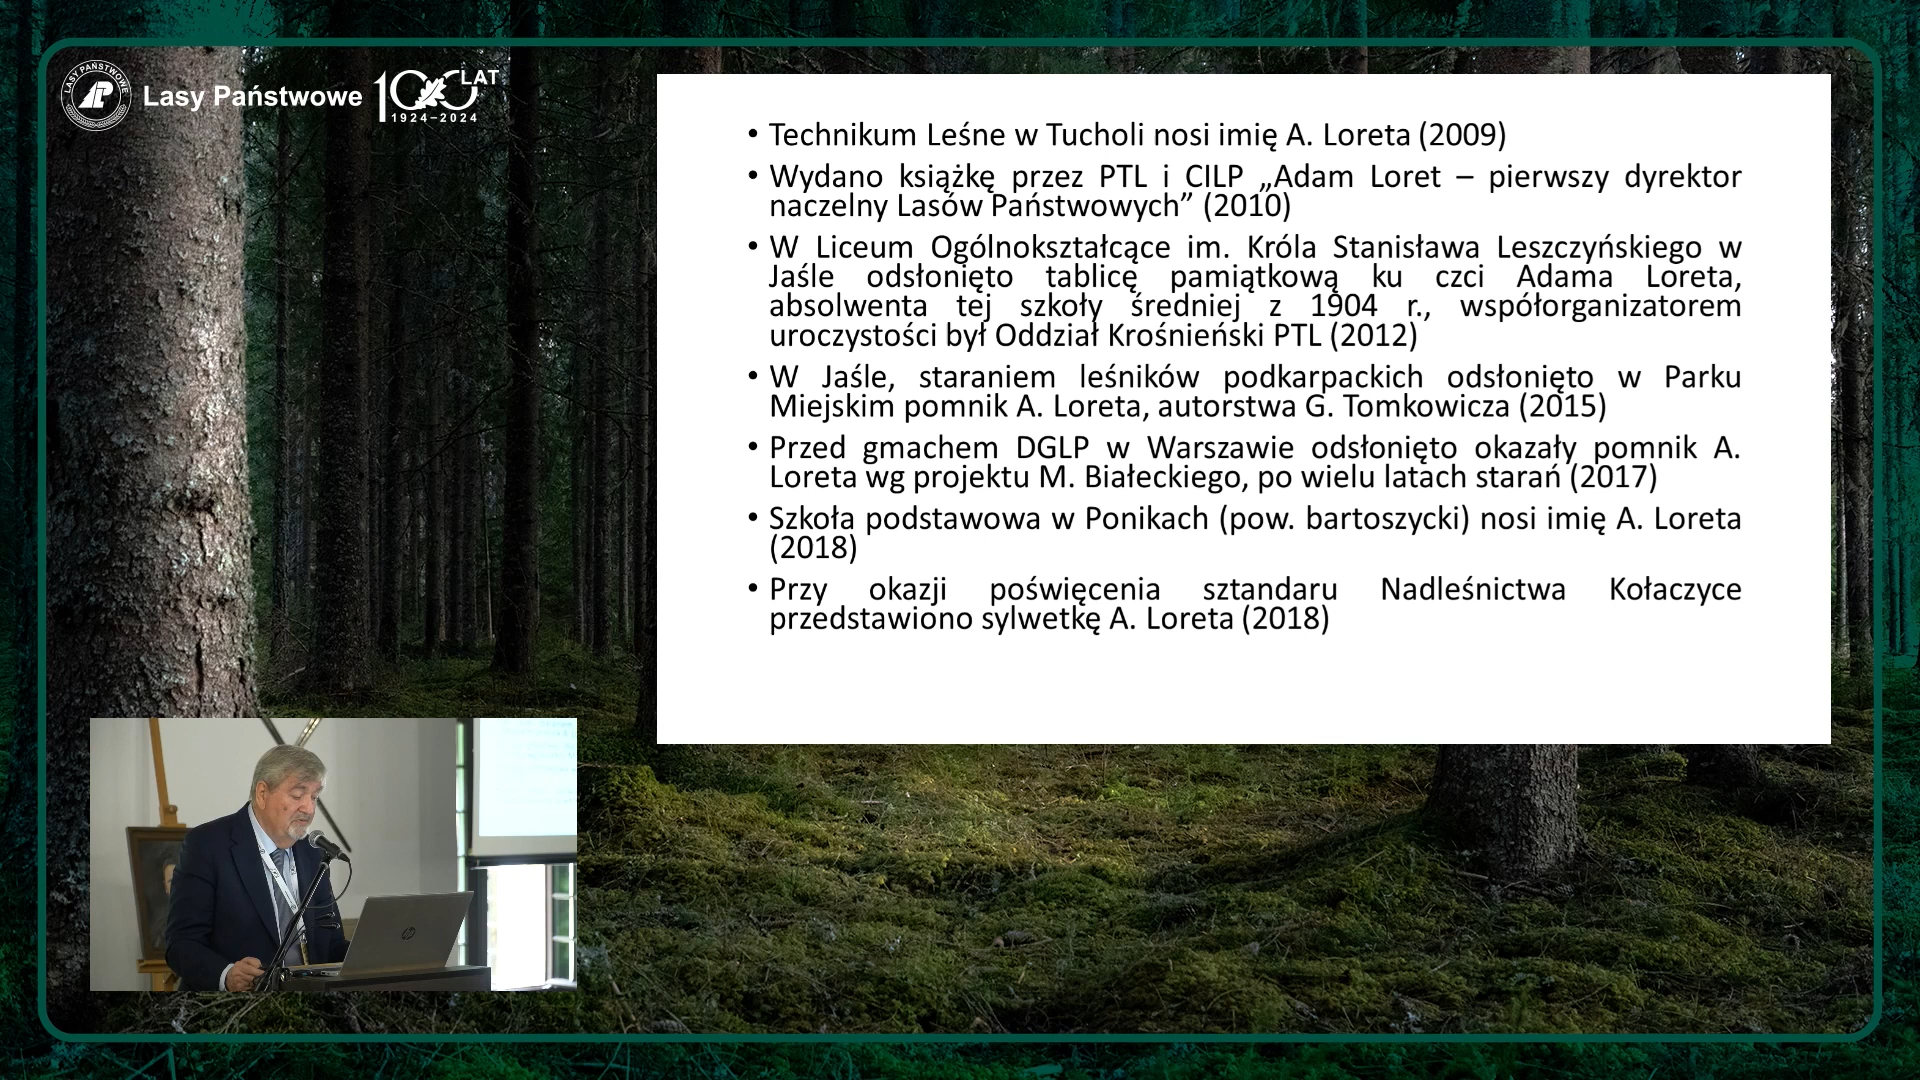 LASY PAŃSTWOWE
Lasy Państwowe
100 LAT
1924–2024
• Technikum Leśne w Tucholi nosi imię A. Loreta (2009)
• Wydano książkę przez PTL i CILP „Adam Loret – pierwszy dyrektor
naczelny Lasów Państwowych” (2010)
• W Liceum Ogólnokształcące im. Króla Stanisława Leszczyńskiego w
Jaśle odsłonięto tablicę pamiątkową ku czci Adama Loreta,
absolwenta tej szkoły średniej z 1904 r., współorganizatorem
uroczystości był Oddział Krośnieński PTL (2012)
• W Jaśle, staraniem leśników podkarpackich odsłonięto w Parku
Miejskim pomnik A. Loreta, autorstwa G. Tomkowicza (2015)
• Przed gmachem DGLP w Warszawie odsłonięto okazały pomnik A.
Loreta wg projektu M. Białeckiego, po wielu latach starań (2017)
• Szkoła podstawowa w Ponikach (pow. bartoszycki) nosi imię A. Loreta
(2018)
• Przy okazji poświęcenia sztandaru Nadleśnictwa Kołaczyce
przedstawiono sylwetkę A. Loreta (2018)
hp